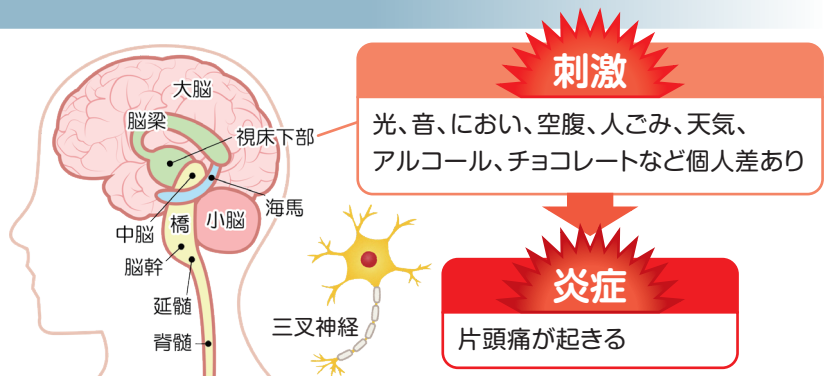 大脳
脳梁
視床下部
海馬
中脳
橋
小脳
脳幹
延髄
脊髄
三叉神経
刺激
光、音、におい、空腹、人ごみ、天気、
アルコール、チョコレートなど個人差あり
炎症
片頭痛が起きる